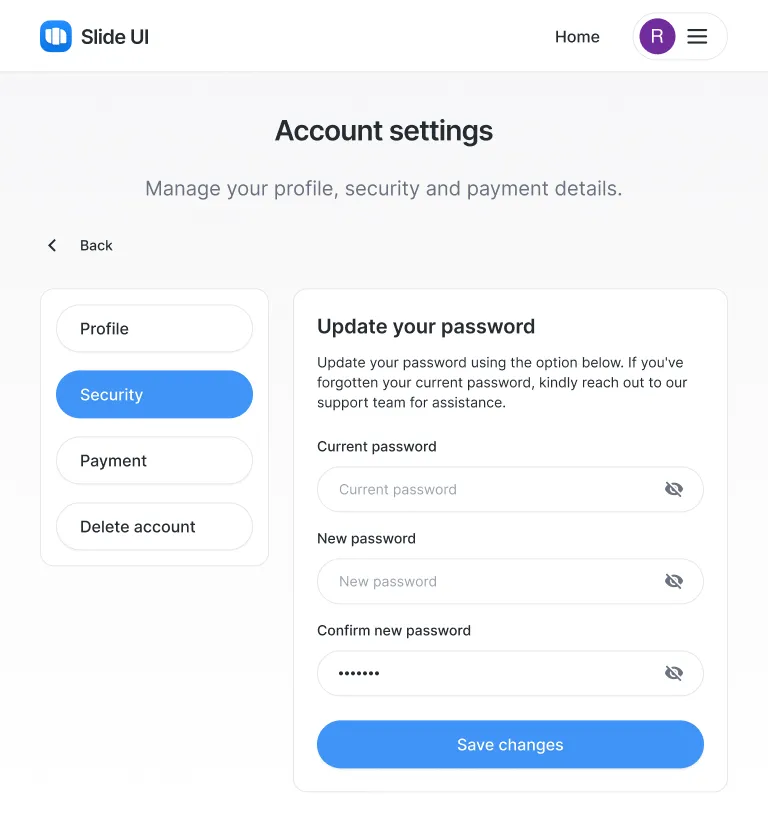 Slide UI
Home
R
Account settings
Manage your profile, security and payment details.
Back
Profile
Security
Payment
Delete account
Update your password
Update your password using the option below. If you've
forgotten your current password, kindly reach out to our
support team for assistance.
Current password
Current password
New password
New password
Confirm new password
•••••••
Save changes